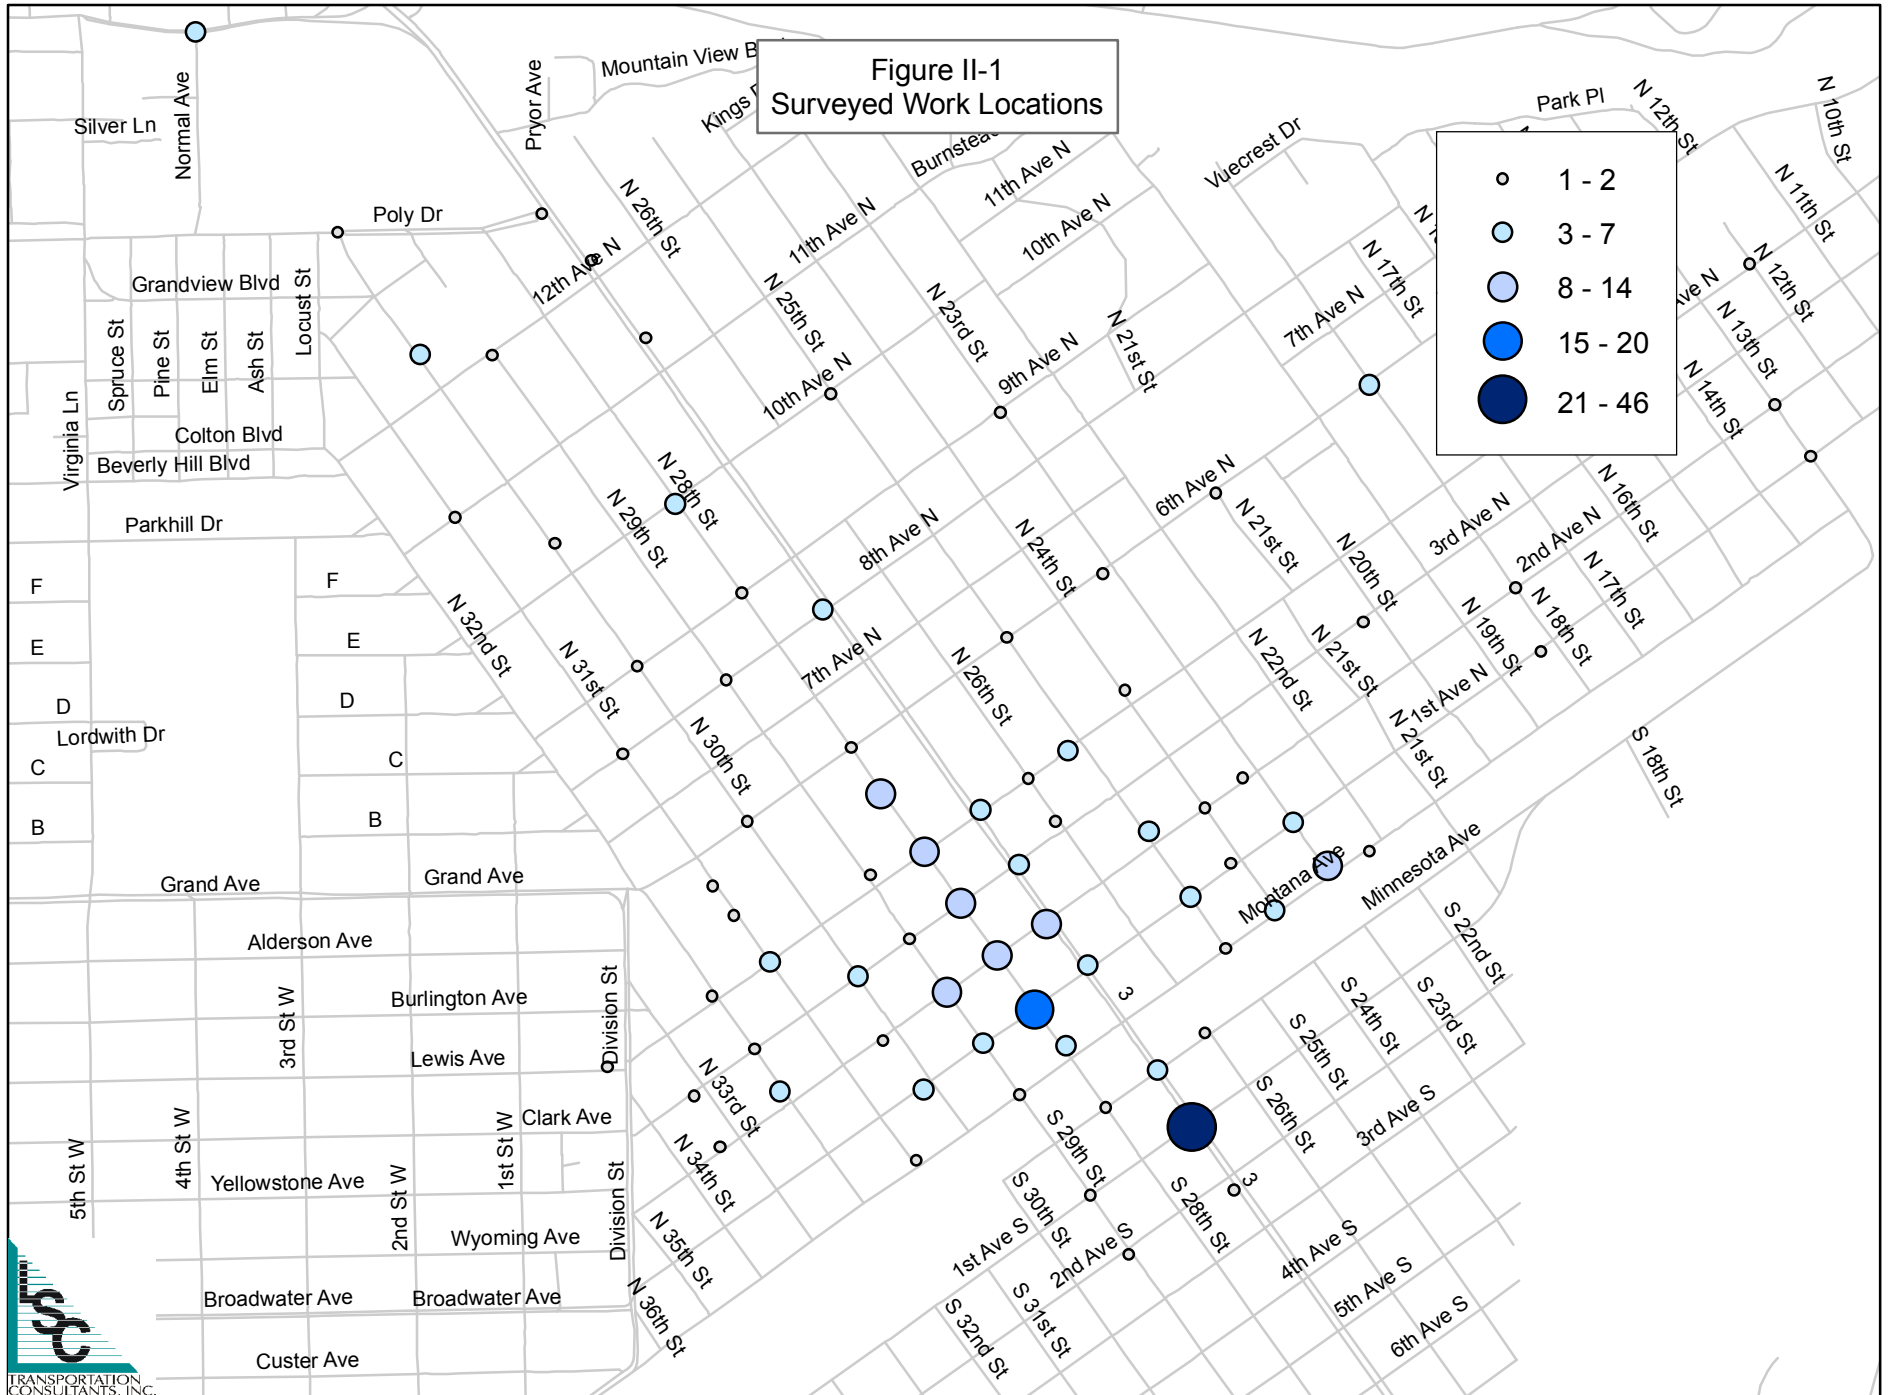 Figure II-1
Surveyed Work Locations
1 - 2
3 - 7
8 - 14
15 - 20
21 - 46
Mountain View B
Kings
Burnstead
Pryor Ave
Normal Ave
Silver Ln
Poly Dr
Park Pl
Vuecrest Dr
N 12th St
N 10th St
N 11th St
N 12th St
N 13th St
N 14th St
Ave N
N 26th St
11th Ave N
11th Ave N
10th Ave N
12th Ave N
N 25th St
N 23rd St
N 21st St
N 17th St
7th Ave N
9th Ave N
10th Ave N
Grandview Blvd
Locust St
Spruce St
Pine St
Elm St
Ash St
Virginia Ln
Colton Blvd
Beverly Hill Blvd
Parkhill Dr
N 28th St
N 29th St
8th Ave N
6th Ave N
N 24th St
N 21st St
N 20th St
3rd Ave N
2nd Ave N
N 16th St
N 17th St
N 18th St
N 19th St
F
F
E
E
D
D
Lordwith Dr
C
C
B
B
N 32nd St
N 31st St
N 30th St
7th Ave N
N 26th St
N 22nd St
N 21st St
N 21st St
1st Ave N
S 18th St
Montana Ave
Minnesota Ave
Grand Ave
Grand Ave
Alderson Ave
Burlington Ave
Lewis Ave
Clark Ave
Yellowstone Ave
Wyoming Ave
Broadwater Ave
Broadwater Ave
Custer Ave
5th St W
4th St W
3rd St W
2nd St W
1st St W
Division St
Division St
N 33rd St
N 34th St
N 35th St
N 36th St
3
3
S 22nd St
S 23rd St
S 24th St
S 25th St
S 26th St
S 28th St
S 29th St
S 30th St
S 31st St
S 32nd St
1st Ave S
2nd Ave S
3rd Ave S
4th Ave S
5th Ave S
6th Ave S
LSC
TRANSPORTATION
CONSULTANTS, INC.